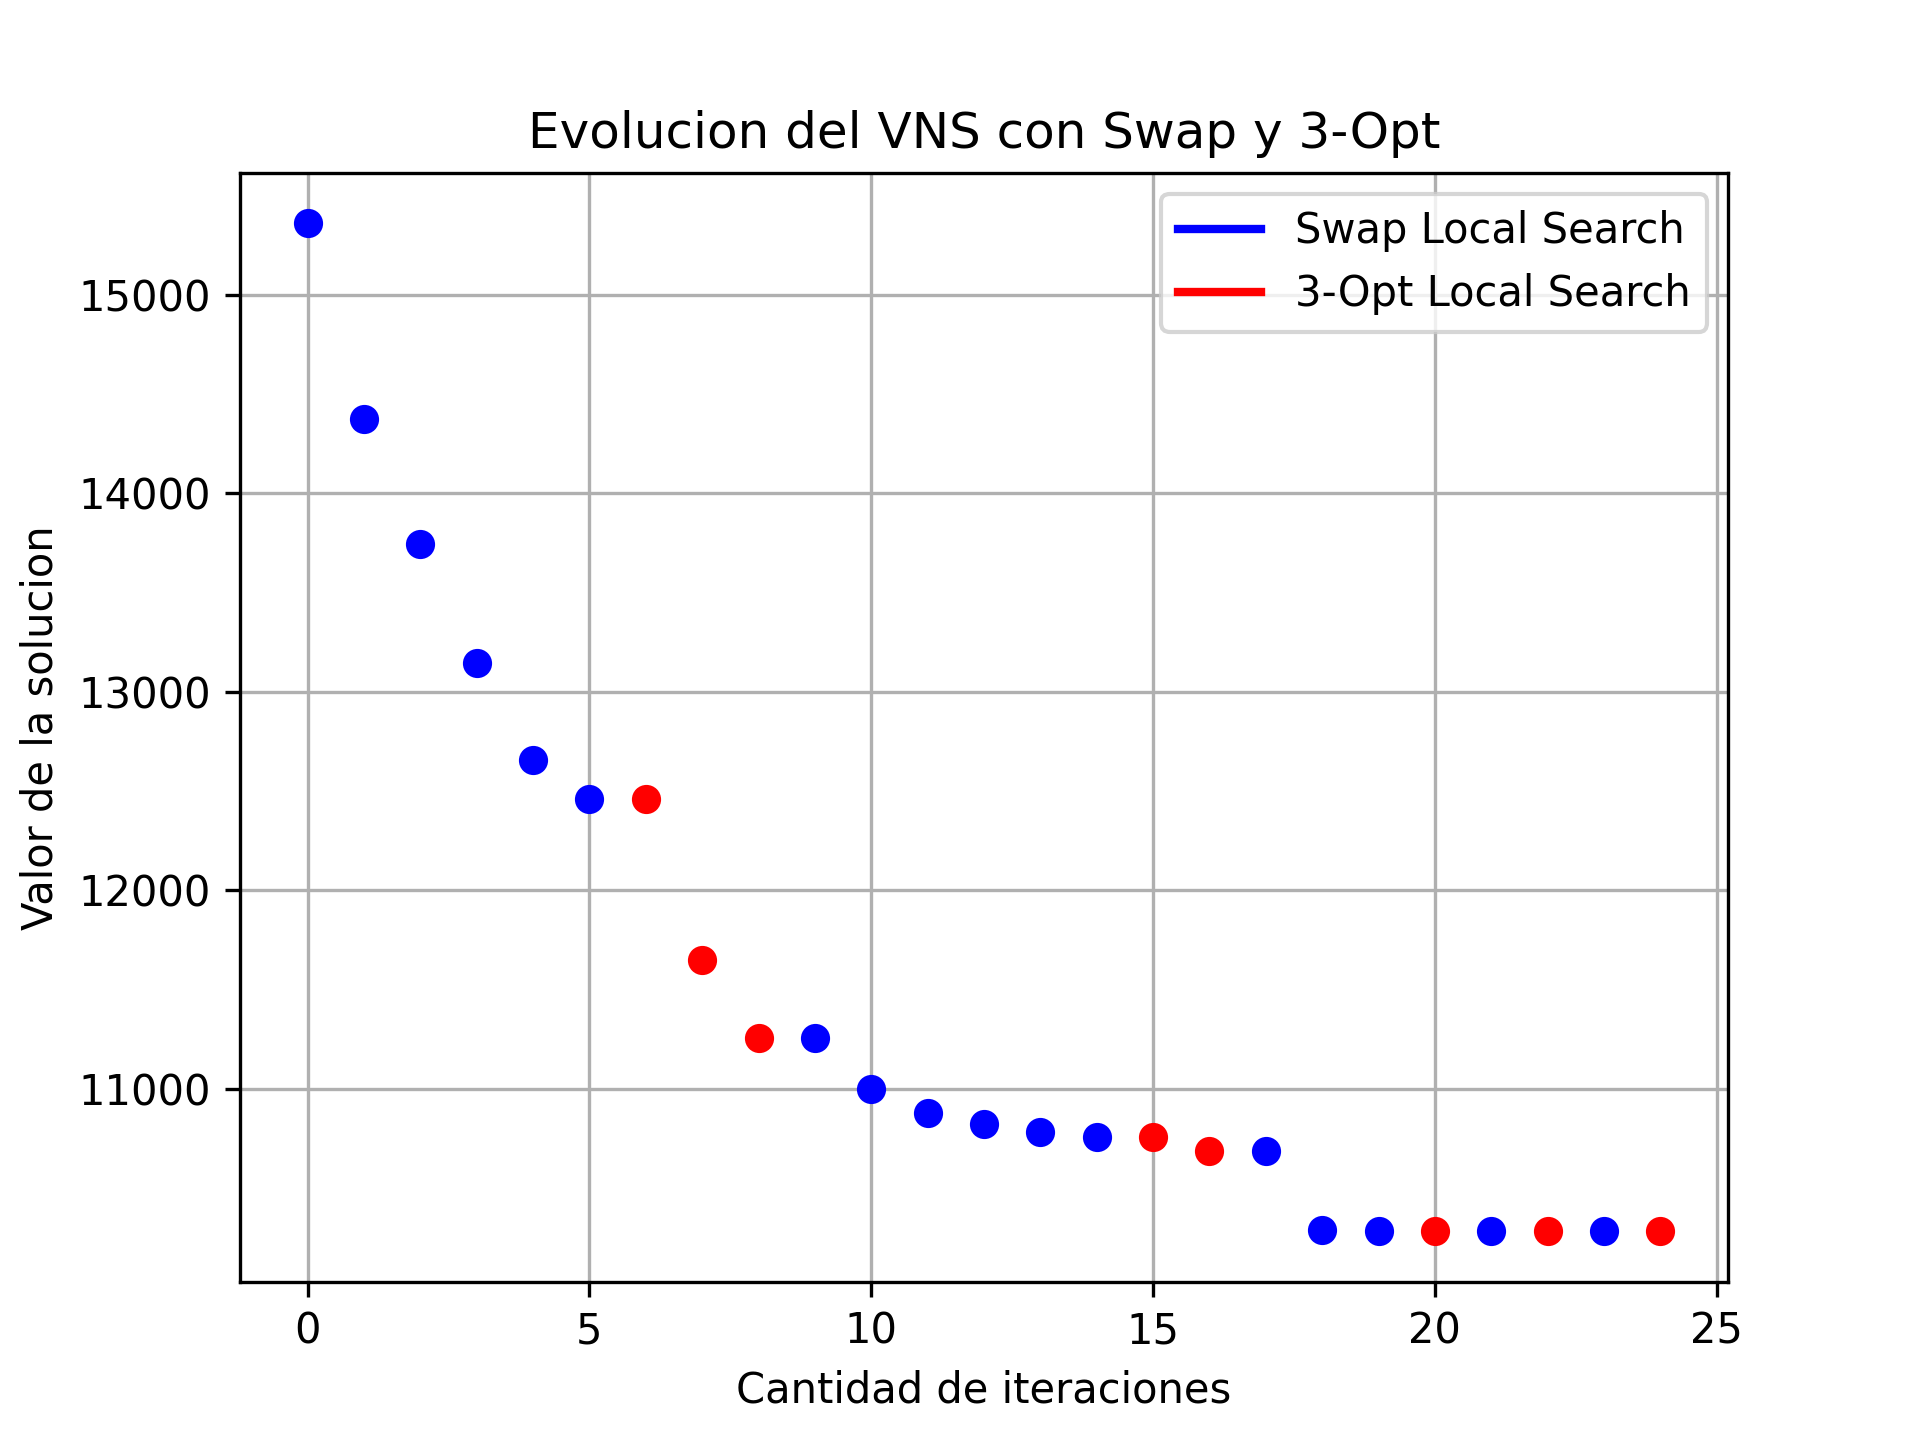 Evolucion del VNS con Swap y 3-Opt
Swap Local Search
3-Opt Local Search
Valor de la solucion
15000
14000
13000
12000
11000
0 5 10 15 20 25
Cantidad de iteraciones